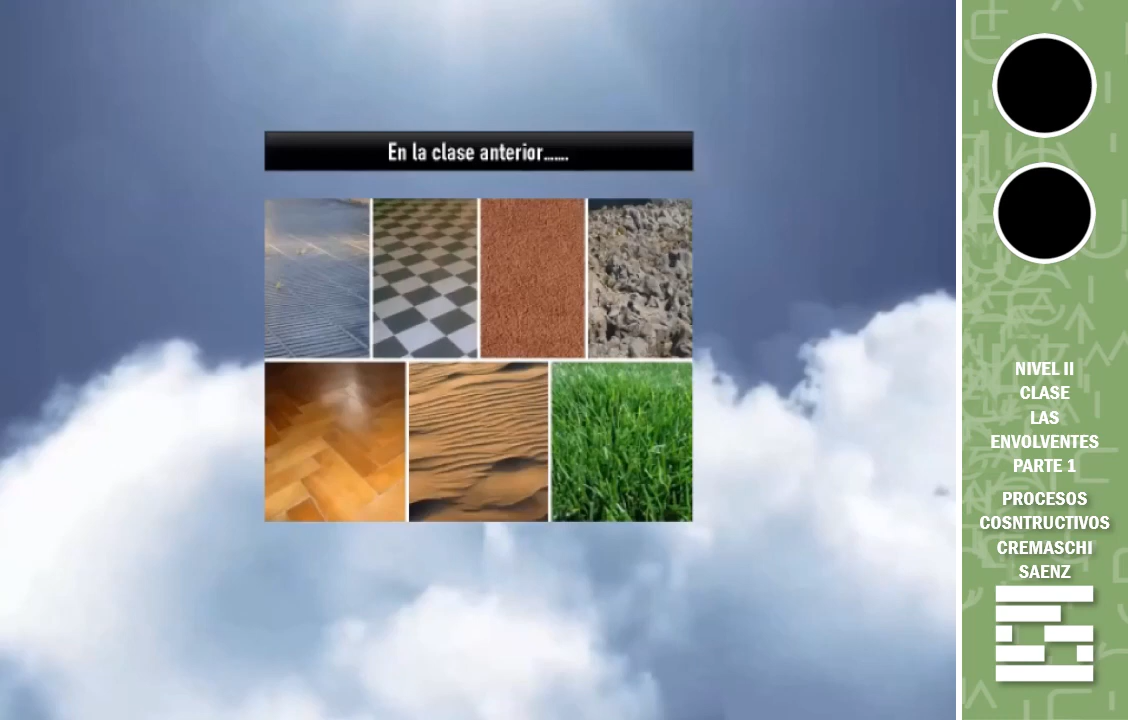 En la clase anterior.......
NIVEL II
CLASE
LAS
ENVOLVENTES
PARTE 1
PROCESOS
COSNTRUCTIVOS
CREMASCHI
SAENZ